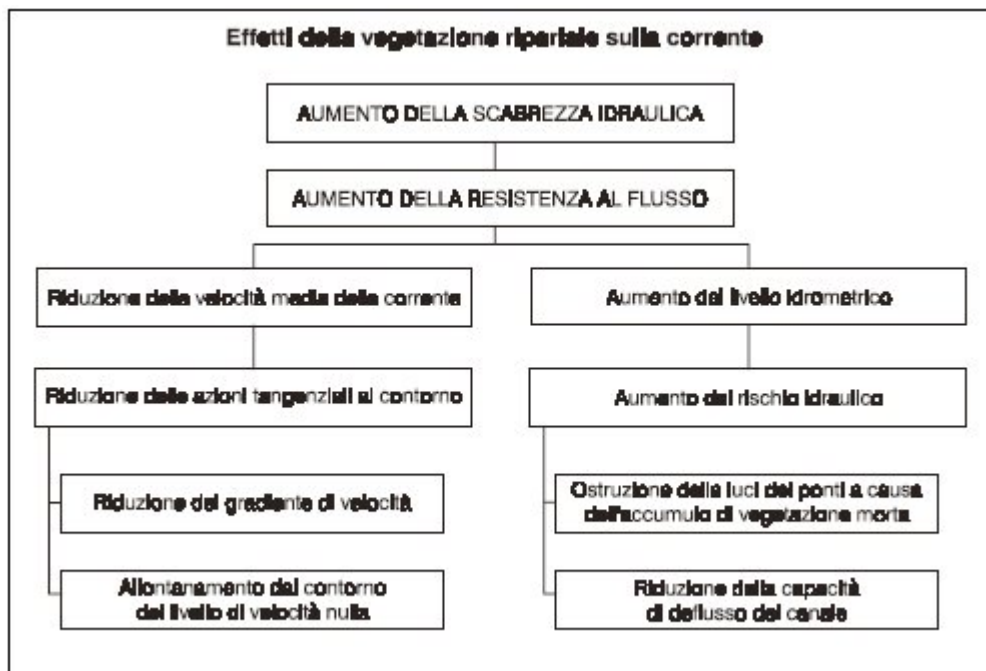 Effetti della vegetazione ripariale sulla corrente
AUMENTO DELLA SCABREZZA IDRAULICA
AUMENTO DELLA RESISTENZA AL FLUSSO
Riduzione della velocità media della corrente
Aumento del livello idrometrico
Riduzione delle azioni tangenziali al contorno
Aumento del rischio idraulico
Riduzione del gradiente di velocità
Ostruzione delle luci dei ponti a causa
dell'accumulo di vegetazione morta
Allontanamento dal contorno
del livello di velocità nulla
Riduzione della capacità
di deflusso del canale